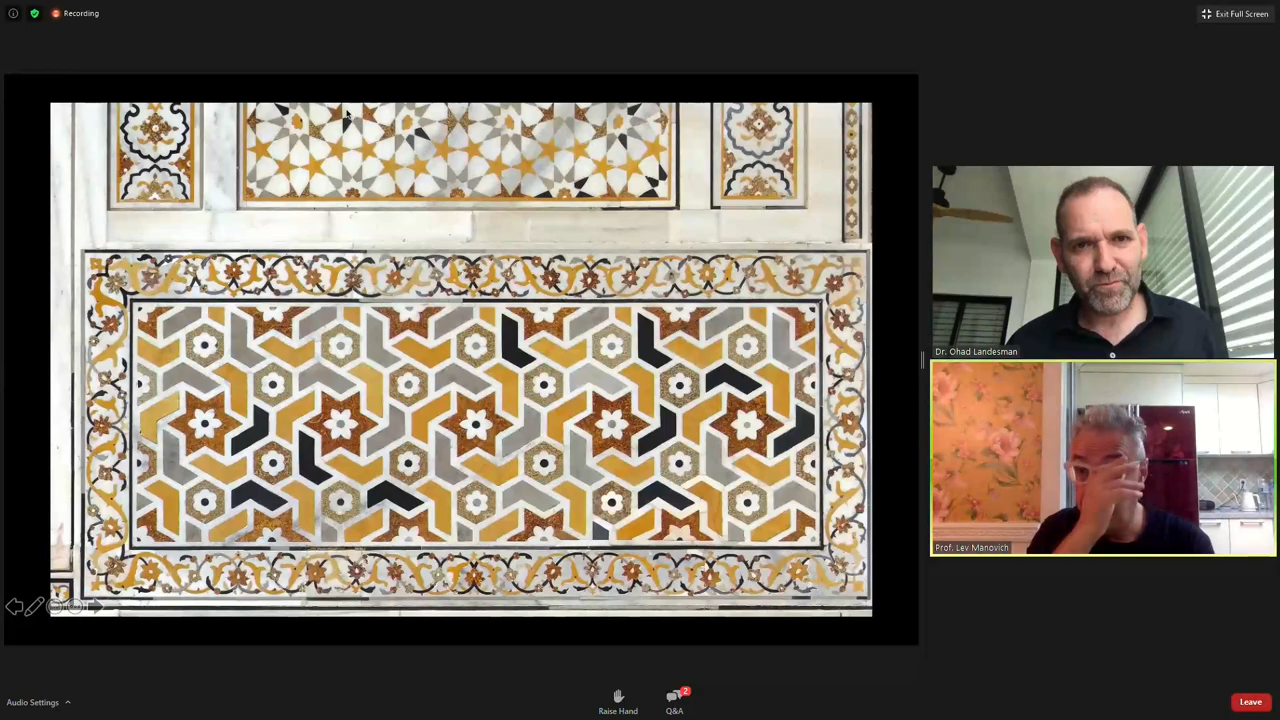 Recording
Exit Full Screen
Dr. Ohad Landesman
Prof. Lev Manovich
Audio Settings
Raise Hand
2
Q&A
Leave